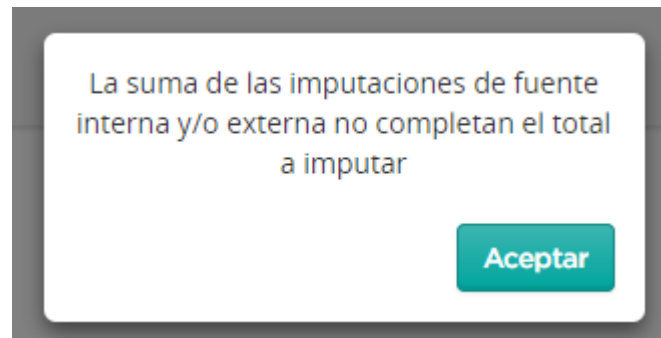 La suma de las imputaciones de fuente
interna y/o externa no completan el total
a imputar
Aceptar